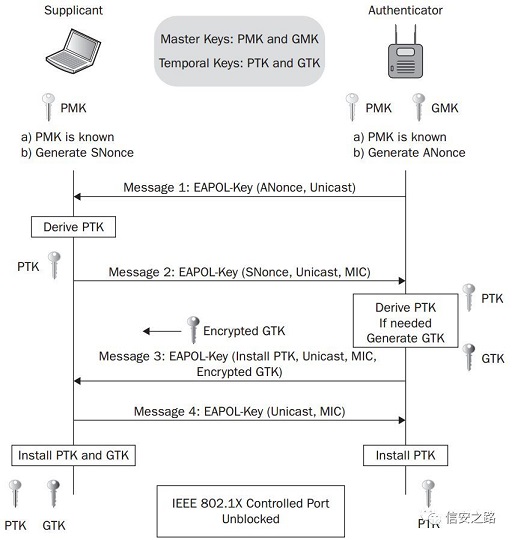 Supplicant
Authenticator
Master Keys: PMK and GMK
Temporal Keys: PTK and GTK
PMK
PMK
GMK
a) PMK is known
b) Generate SNonce
a) PMK is known
b) Generate ANonce
Message 1: EAPOL-Key (ANonce, Unicast)
Derive PTK
PTK
Message 2: EAPOL-Key (SNonce, Unicast, MIC)
Derive PTK
If needed
Generate GTK
PTK
Encrypted GTK
GTK
Message 3: EAPOL-Key (Install PTK, Unicast, MIC,
Encrypted GTK)
Message 4: EAPOL-Key (Unicast, MIC)
Install PTK and GTK
Install PTK
IEEE 802.1X Controlled Port
Unblocked
PTK
GTK
PTK
信安之路